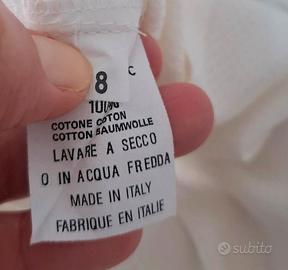 8 C
100%
COTONE COTON
COTTON BAUMWOLLE
LAVARE A SECCO
O IN ACQUA FREDDA
MADE IN ITALY
FABRIQUE EN ITALIE
subito